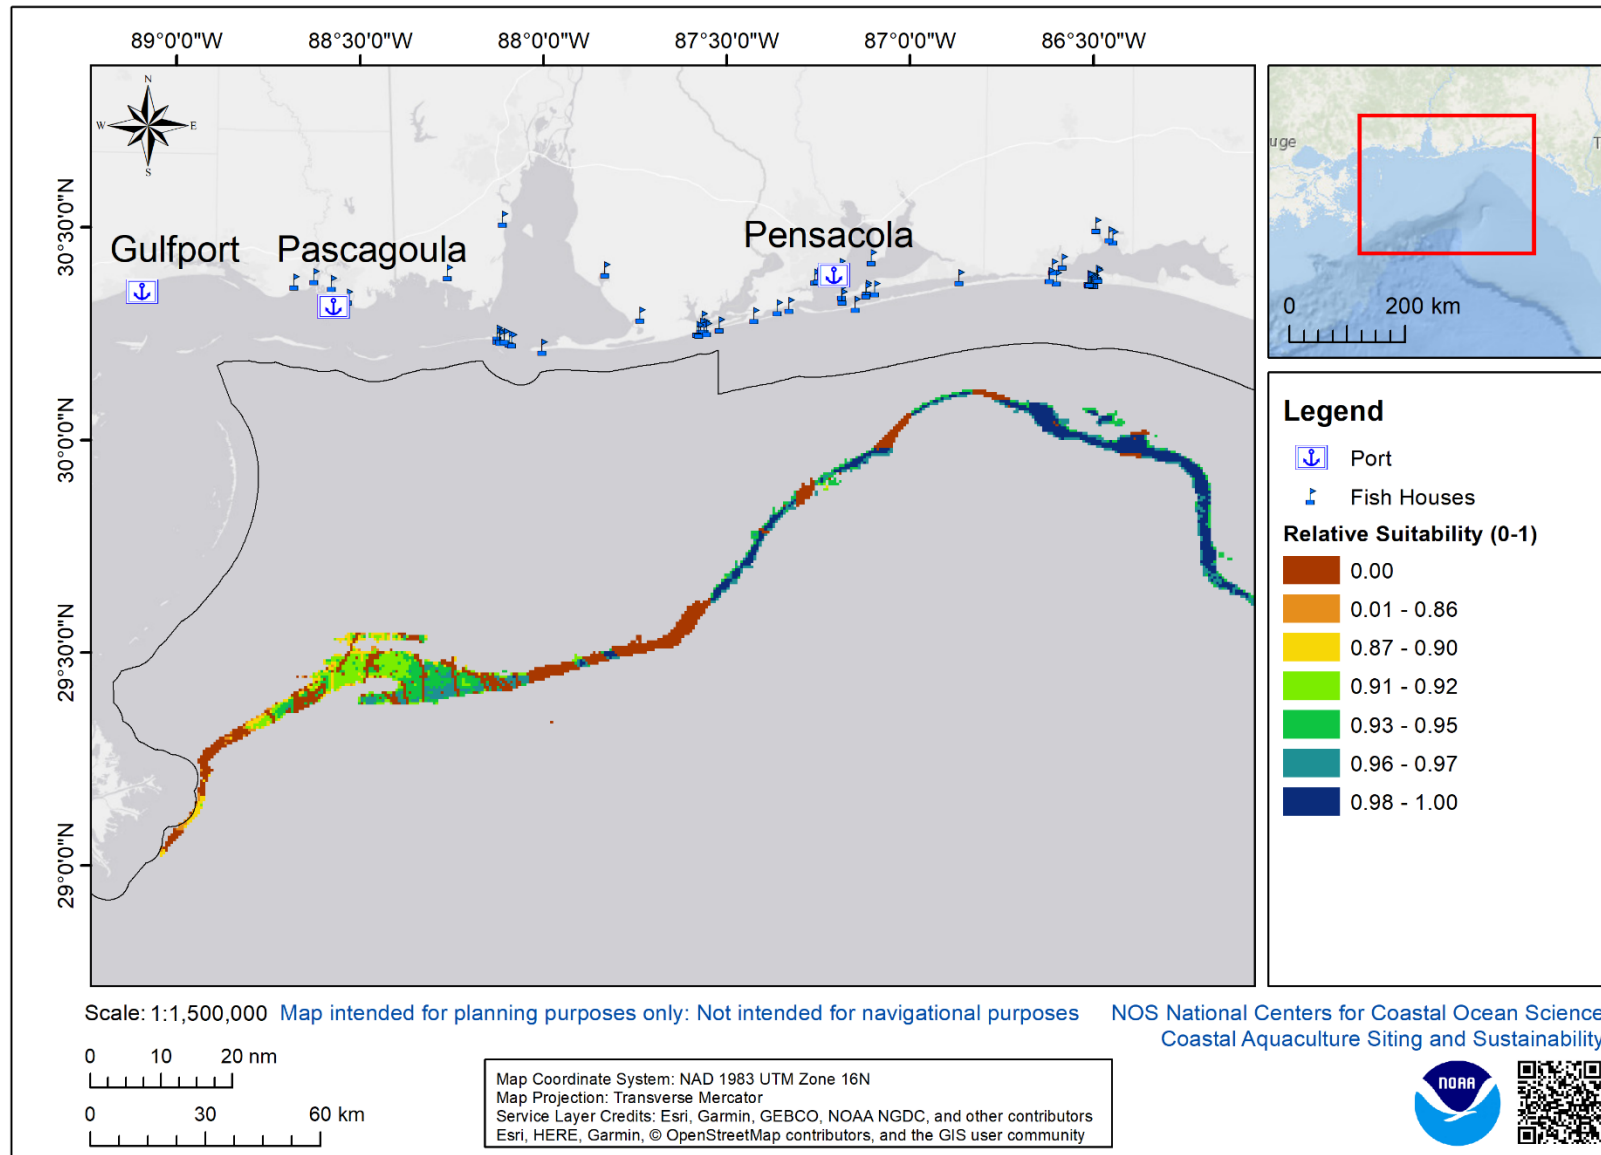 89°0'0"W 88°30'0"W 88°0'0"W 87°30'0"W 87°0'0"W 86°30'0"W
N
W E
S
30°30'0"N
30°0'0"N
29°30'0"N
29°0'0"N
Gulfport
Pascagoula
Pensacola
uge
T
0 200 km
Legend
Port
Fish Houses
Relative Suitability (0-1)
0.00
0.01 - 0.86
0.87 - 0.90
0.91 - 0.92
0.93 - 0.95
0.96 - 0.97
0.98 - 1.00
Scale: 1:1,500,000 Map intended for planning purposes only: Not intended for navigational purposes
NOS National Centers for Coastal Ocean Science
Coastal Aquaculture Siting and Sustainability
0 10 20 nm
0 30 60 km
Map Coordinate System: NAD 1983 UTM Zone 16N
Map Projection: Transverse Mercator
Service Layer Credits: Esri, Garmin, GEBCO, NOAA NGDC, and other contributors
Esri, HERE, Garmin, © OpenStreetMap contributors, and the GIS user community
NOAA